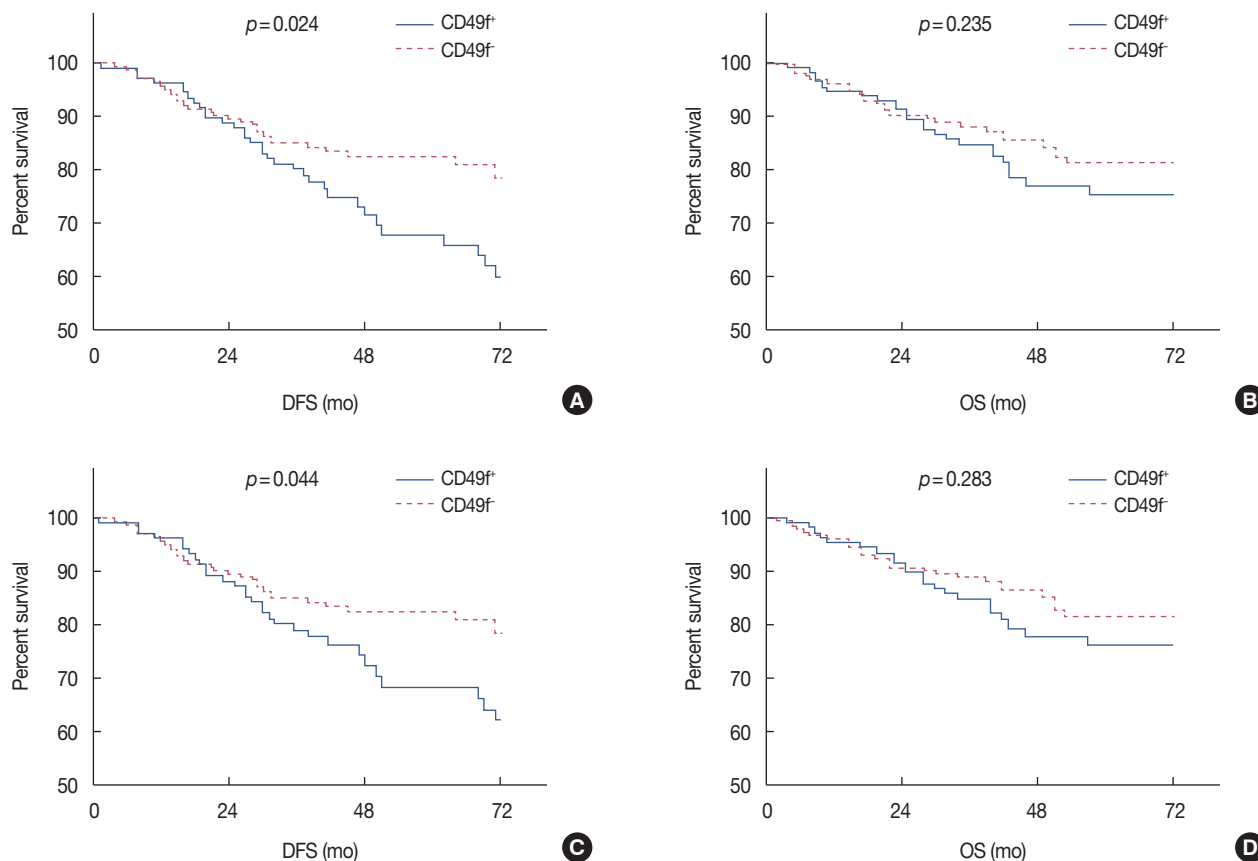 p=0.024
CD49f⁺
CD49f⁻
100
90
80
70
60
50
Percent survival
0 24 48 72
DFS (mo)
A
p=0.235
CD49f⁺
CD49f⁻
100
90
80
70
60
50
Percent survival
0 24 48 72
OS (mo)
B
p=0.044
CD49f⁺
CD49f⁻
100
90
80
70
60
50
Percent survival
0 24 48 72
DFS (mo)
C
p=0.283
CD49f⁺
CD49f⁻
100
90
80
70
60
50
Percent survival
0 24 48 72
OS (mo)
D